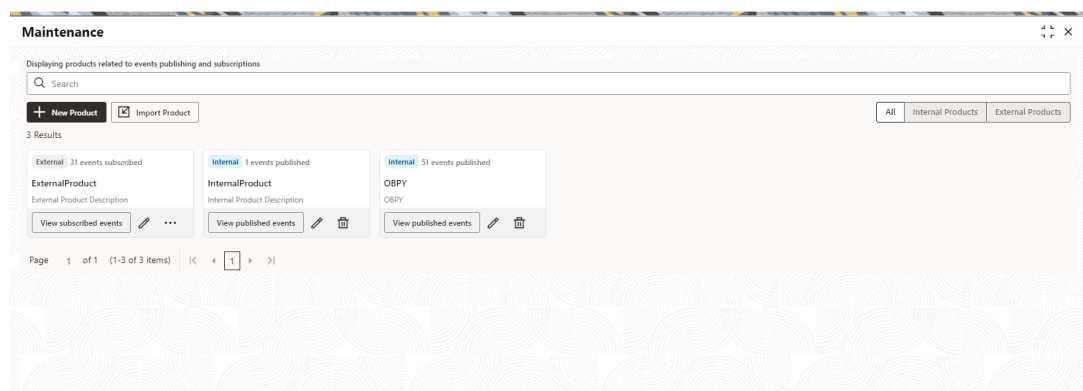 Maintenance
Displaying products related to events publishing and subscriptions
Search
New Product Import Product All Internal Products External Products
3 Results
External 31 events subscribed Internal 1 events published Internal 51 events published
ExternalProduct InternalProduct OBPY
External Product Description Internal Product Description OBPY
View subscribed events View published events View published events
Page 1 of 1 (1-3 of 3 items) 1